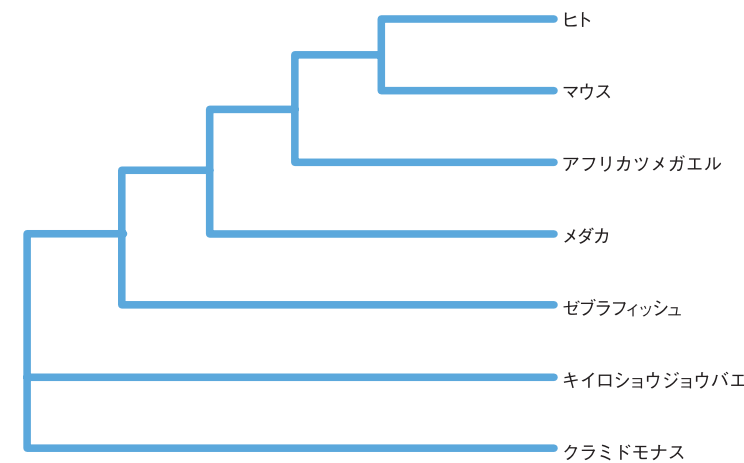 ヒト
マウス
アフリカツメガエル
メダカ
ゼブラフィッシュ
キイロショウジョウバエ
クラミドモナス